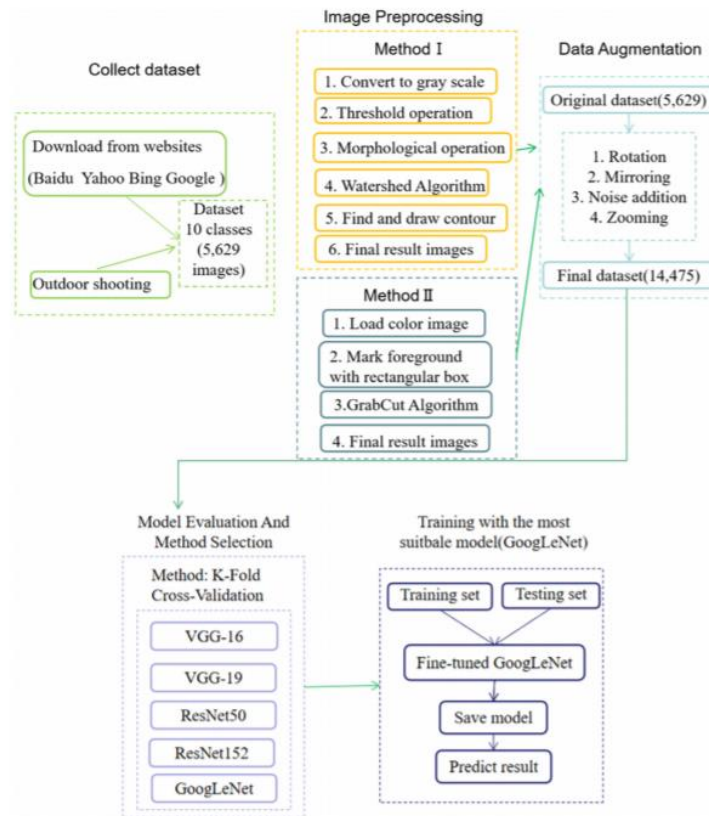 Collect dataset
Download from websites
(Baidu Yahoo Bing Google )
Outdoor shooting
Dataset
10 classes
(5,629
images)
Image Preprocessing
Method I
1. Convert to gray scale
2. Threshold operation
3. Morphological operation
4. Watershed Algorithm
5. Find and draw contour
6. Final result images
Method II
1. Load color image
2. Mark foreground
with rectangular box
3.GrabCut Algorithm
4. Final result images
Data Augmentation
Original dataset(5,629)
1. Rotation
2. Mirroring
3. Noise addition
4. Zooming
Final dataset(14,475)
Model Evaluation And
Method Selection
Method: K-Fold
Cross-Validation
VGG-16
VGG-19
ResNet50
ResNet152
GoogLeNet
Training with the most
suitbale model(GoogLeNet)
Training set
Testing set
Fine-tuned GoogLeNet
Save model
Predict result